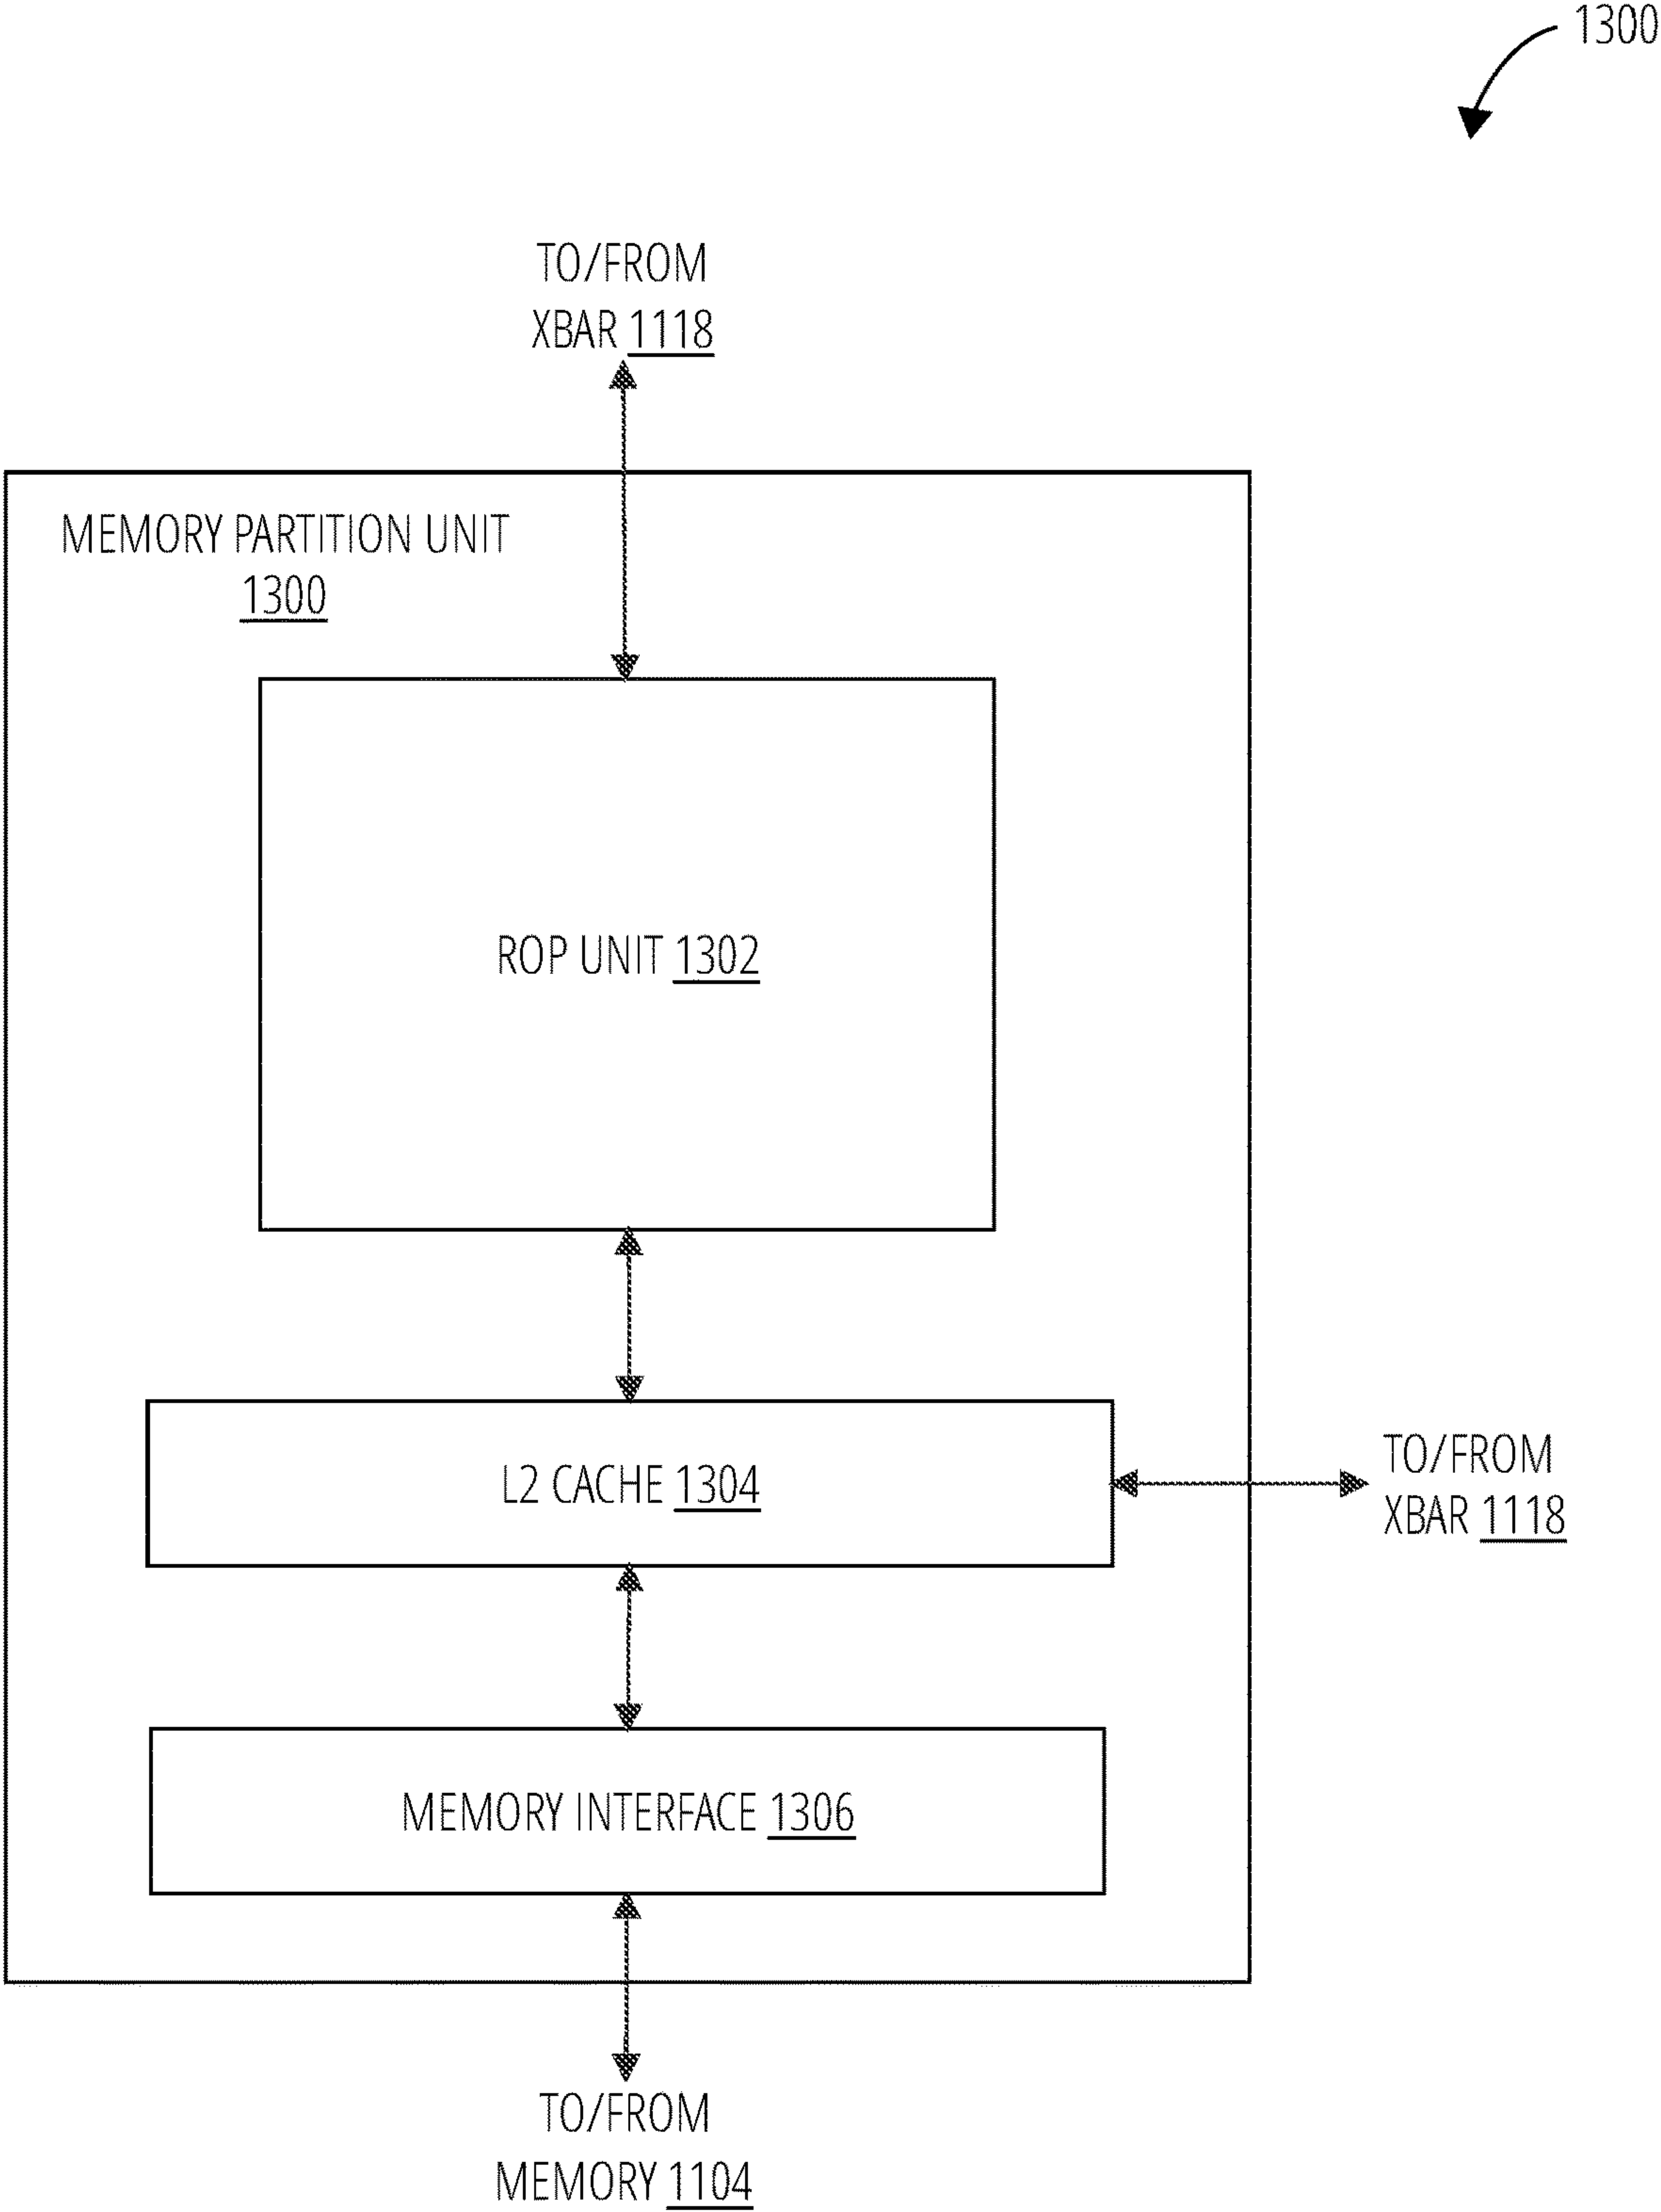 1300
TO/FROM
XBAR 1118
MEMORY PARTITION UNIT
1300
ROP UNIT 1302
L2 CACHE 1304
TO/FROM
XBAR 1118
MEMORY INTERFACE 1306
TO/FROM
MEMORY 1104